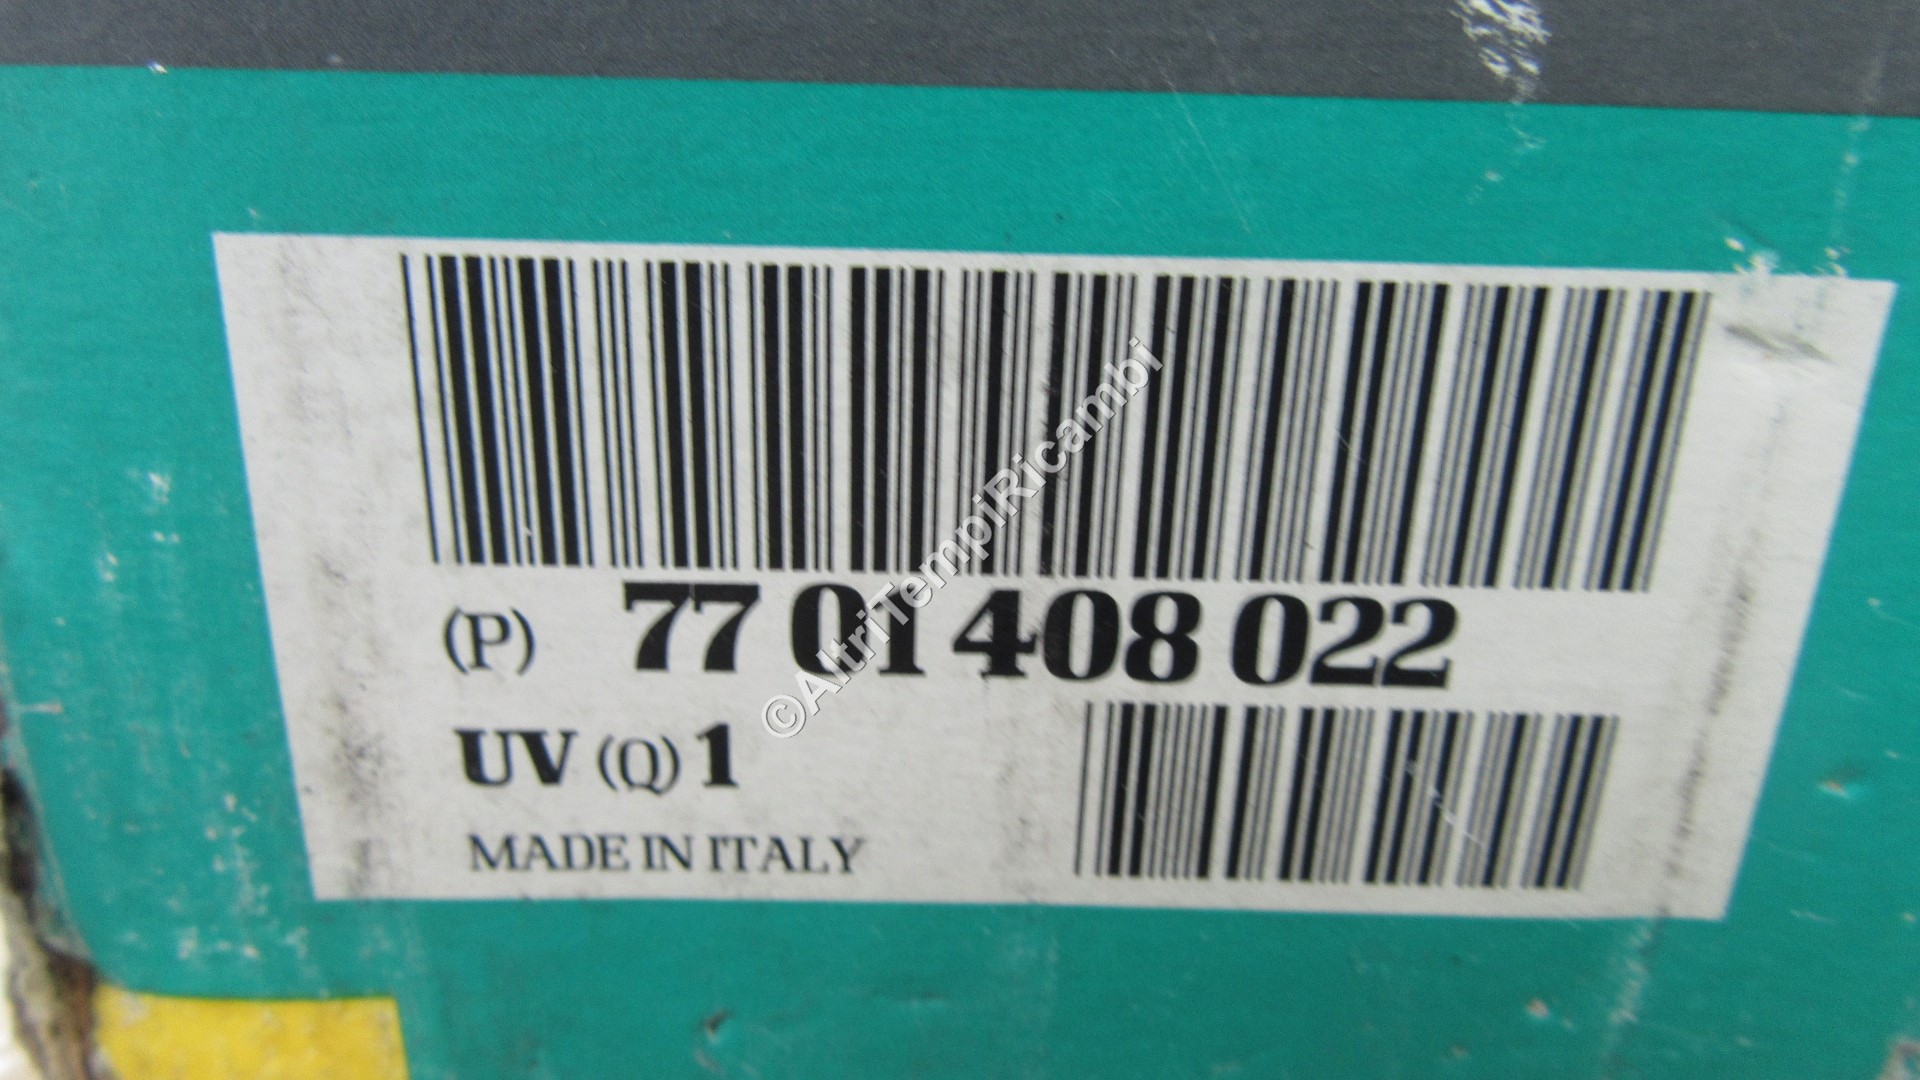 (P) 77 01 408 022
UV (Q) 1
MADE IN ITALY
©AltriTempiRicambi